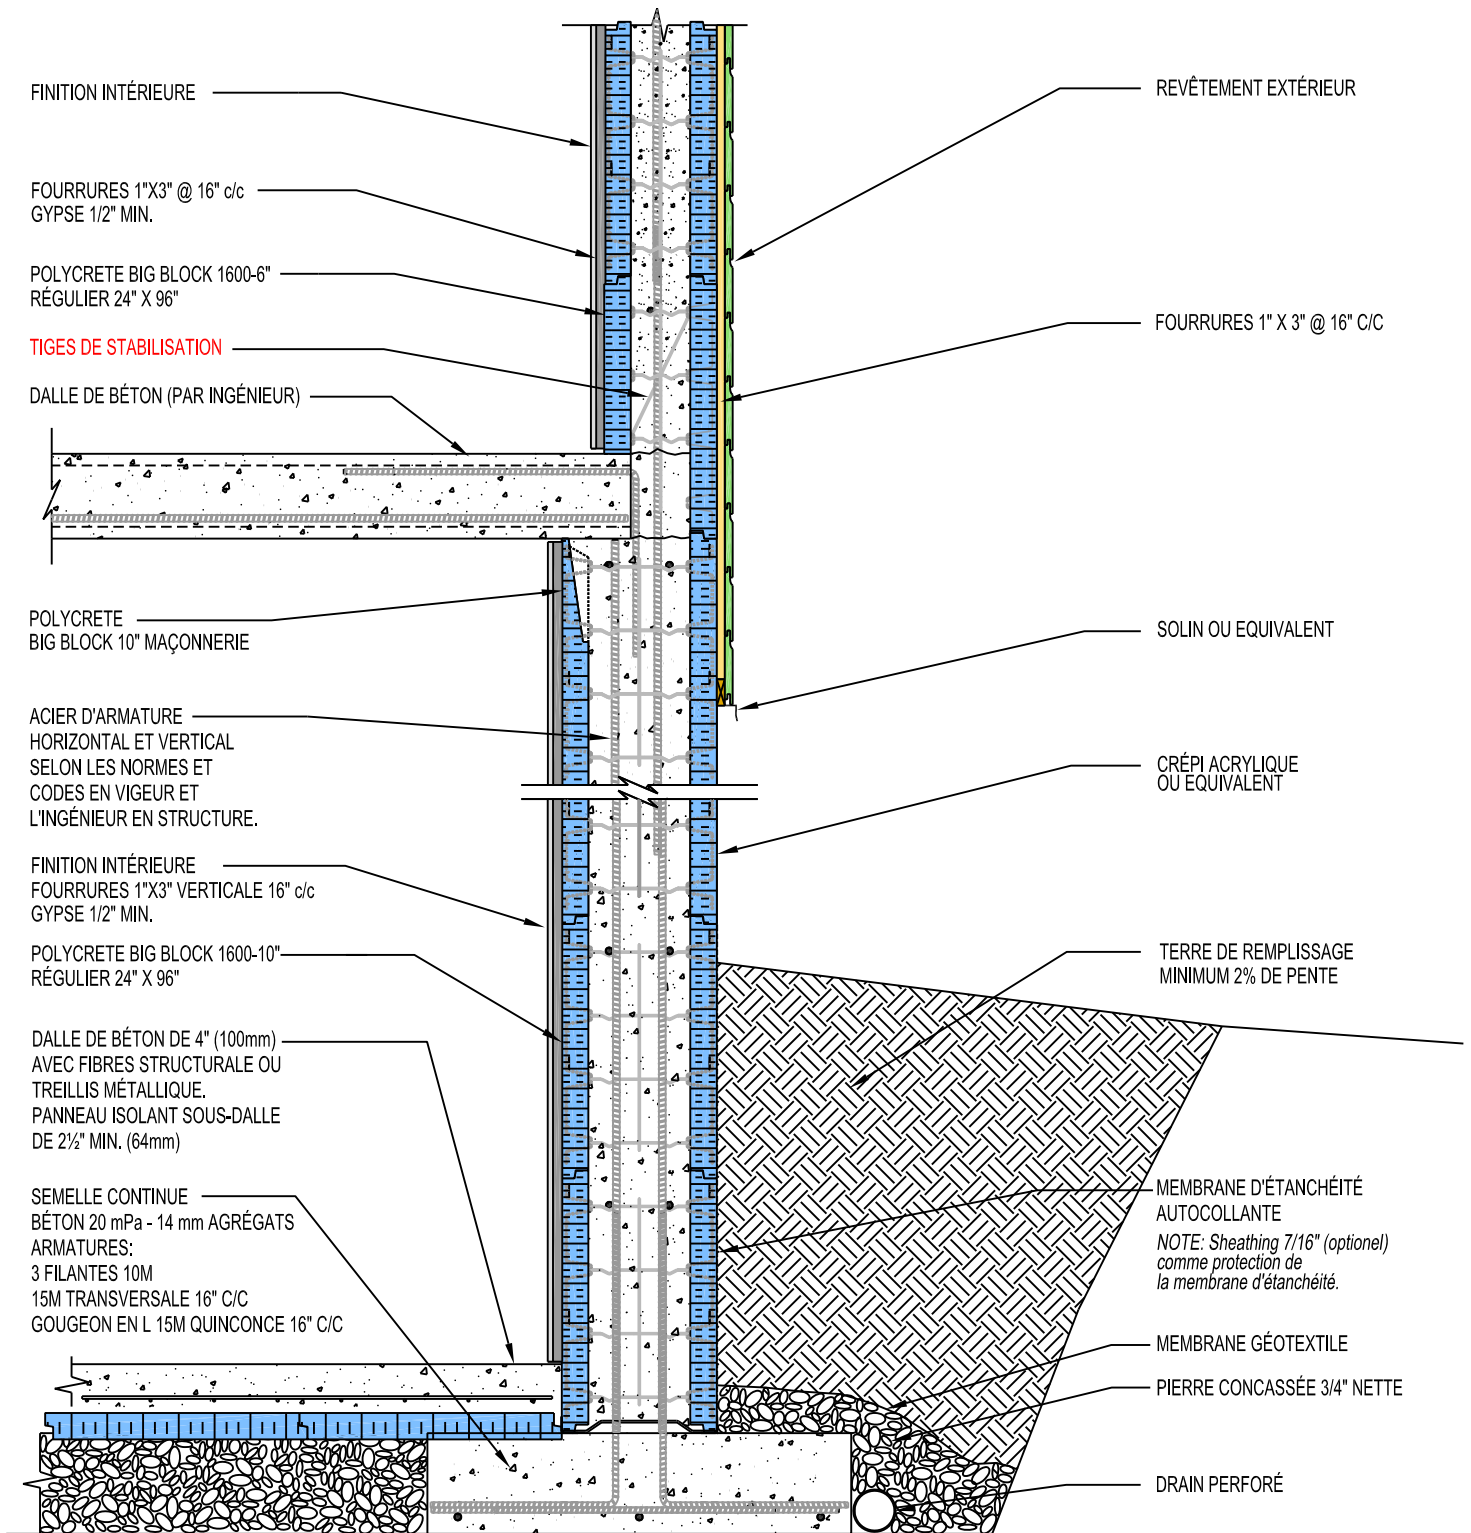 FINITION INTÉRIEURE
FOURRURES 1"X3" @ 16" c/c
GYPSE 1/2" MIN.
POLYCRETE BIG BLOCK 1600-6"
RÉGULIER 24" X 96"
TIGES DE STABILISATION
DALLE DE BÉTON (PAR INGÉNIEUR)
POLYCRETE
BIG BLOCK 10" MAÇONNERIE
ACIER D'ARMATURE
HORIZONTAL ET VERTICAL
SELON LES NORMES ET
CODES EN VIGEUR ET
L'INGÉNIEUR EN STRUCTURE.
FINITION INTÉRIEURE
FOURRURES 1"X3" VERTICALE 16" c/c
GYPSE 1/2" MIN.
POLYCRETE BIG BLOCK 1600-10"
RÉGULIER 24" X 96"
DALLE DE BÉTON DE 4" (100mm)
AVEC FIBRES STRUCTURALE OU
TREILLIS MÉTALLIQUE.
PANNEAU ISOLANT SOUS-DALLE
DE 2½" MIN. (64mm)
SEMELLE CONTINUE
BÉTON 20 mPa - 14 mm AGRÉGATS
ARMATURES:
3 FILANTES 10M
15M TRANSVERSALE 16" C/C
GOUGEON EN L 15M QUINCONCE 16" C/C
REVÊTEMENT EXTÉRIEUR
FOURRURES 1" X 3" @ 16" C/C
SOLIN OU EQUIVALENT
CRÉPI ACRYLIQUE
OU EQUIVALENT
TERRE DE REMPLISSAGE
MINIMUM 2% DE PENTE
MEMBRANE D'ÉTANCHÉITÉ
AUTOCOLLANTE
NOTE: Sheathing 7/16" (optionel)
comme protection de
la membrane d'étanchéité.
MEMBRANE GÉOTEXTILE
PIERRE CONCASSÉE 3/4" NETTE
DRAIN PERFORÉ